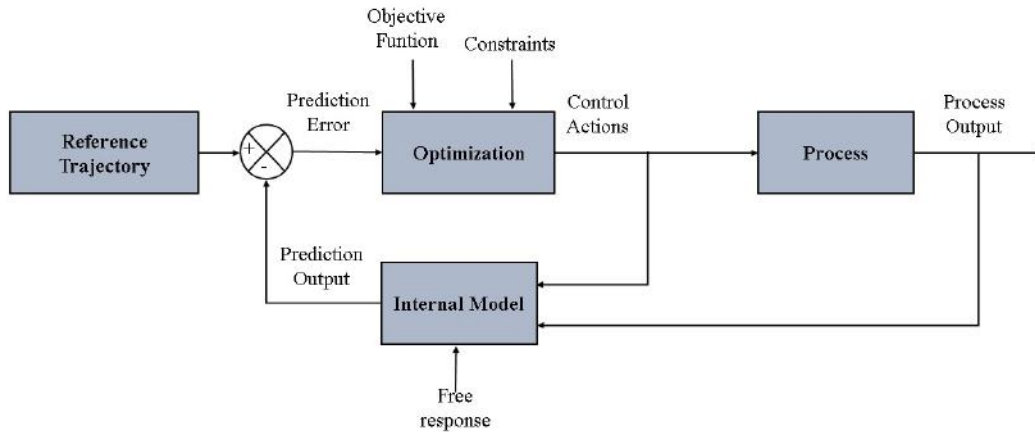 Objective
Funtion
Constraints
Prediction
Error
Control
Actions
Process
Output
Reference
Trajectory
+
-
Optimization
Process
Prediction
Output
Internal Model
Free
response